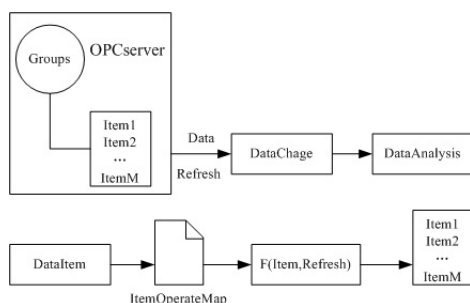 OPCserver
Groups
Item1
Item2
...
ItemM
Data
Refresh
DataChage
DataAnalysis
DataItem
ItemOperateMap
F(Item,Refresh)
Item1
Item2
...
ItemM